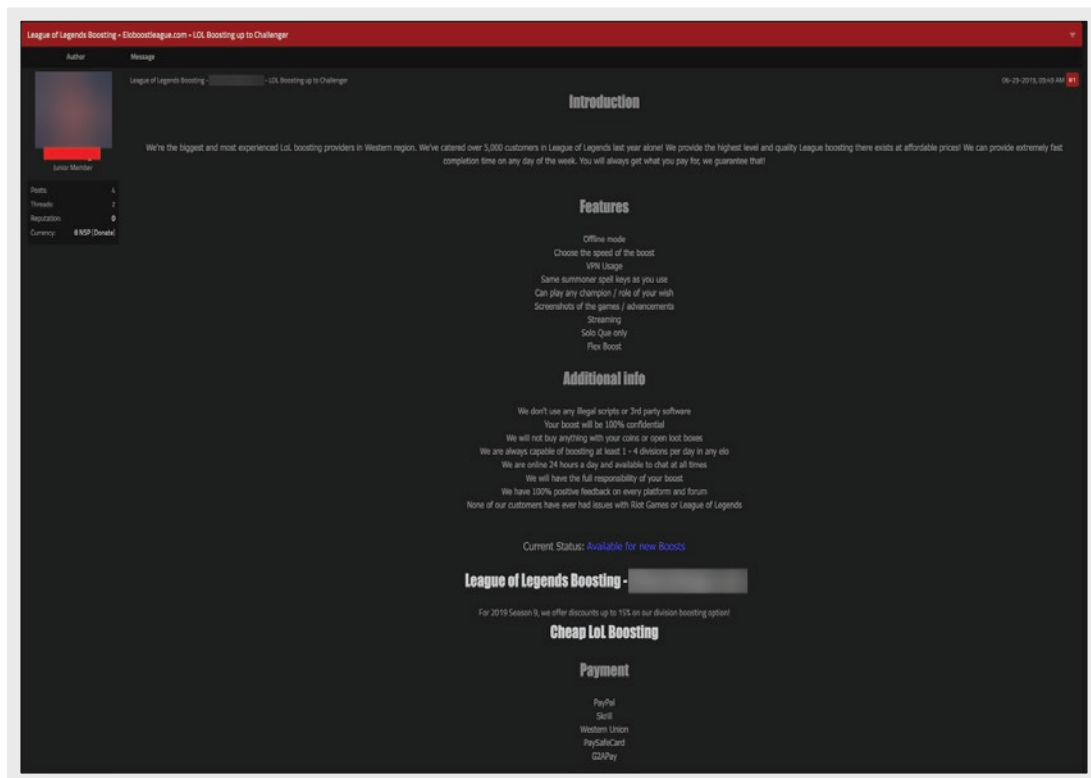 League of Legends Boosting - Eloboostleague.com - LOL Boosting up to Challenger
Author Message
League of Legends Boosting - - LOL Boosting up to Challenger 06-29-2019, 09:49 AM #1
Junior Member
Posts: 4
Threads: 2
Reputation: 0
Currency: 8 NSP [Donate]
Introduction
We're the biggest and most experienced LoL boosting providers in Western region. We've catered over 5,000 customers in League of Legends last year alone! We provide the highest level and quality League boosting there exists at affordable prices! We can provide extremely fast
completion time on any day of the week. You will always get what you pay for, we guarantee that!
Features
Offline mode
Choose the speed of the boost
VPN Usage
Same summoner spell keys as you use
Can play any champion / role of your wish
Screenshots of the games / advancements
Streaming
Solo Que only
Flex Boost
Additional info
We don't use any illegal scripts or 3rd party software
Your boost will be 100% confidential
We will not buy anything with your coins or open loot boxes
We are always capable of boosting at least 1 - 4 divisions per day in any elo
We are online 24 hours a day and available to chat at all times
We will have the full responsibility of your boost
We have 100% positive feedback on every platform and forum
None of our customers have ever had issues with Riot Games or League of Legends
Current Status: Available for new Boosts
League of Legends Boosting -
For 2019 Season 9, we offer discounts up to 15% on our division boosting option!
Cheap LoL Boosting
Payment
PayPal
Skrill
Western Union
PaySafeCard
G2APay